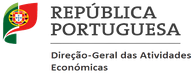 REPÚBLICA
PORTUGUESA
Direção-Geral das Atividades
Económicas